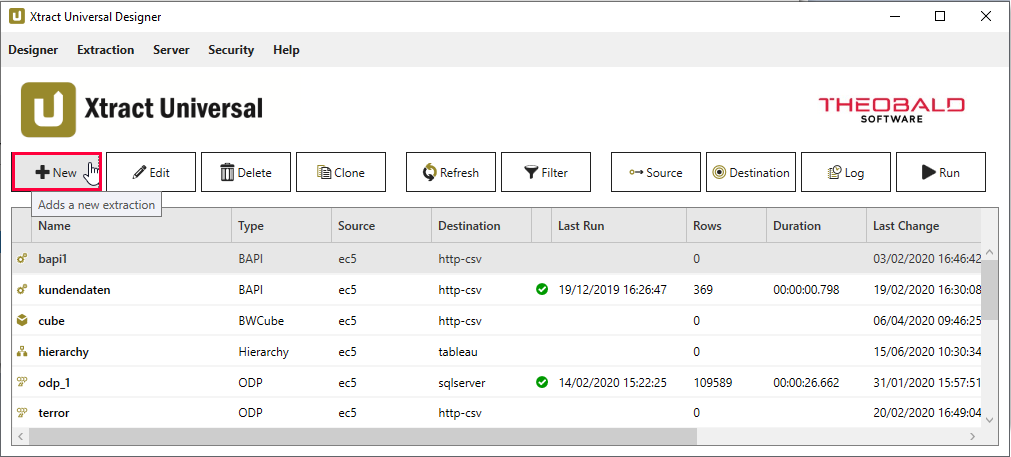 Xtract Universal Designer
Designer Extraction Server Security Help
Xtract Universal
THEOBALD
SOFTWARE
New Edit Delete Clone Refresh Filter Source Destination Log Run
Adds a new extraction
Name Type Source Destination Last Run Rows Duration Last Change
bapi1 BAPI ec5 http-csv 0 03/02/2020 16:46:42
kundendaten BAPI ec5 http-csv 19/12/2019 16:26:47 369 00:00:00.798 19/02/2020 16:30:08
cube BWCube ec5 http-csv 0 06/04/2020 09:46:25
hierarchy Hierarchy ec5 tableau 0 15/06/2020 10:30:34
odp_1 ODP ec5 sqlserver 14/02/2020 15:22:25 109589 00:00:26.662 31/01/2020 15:57:51
terror ODP ec5 http-csv 0 20/02/2020 16:49:04